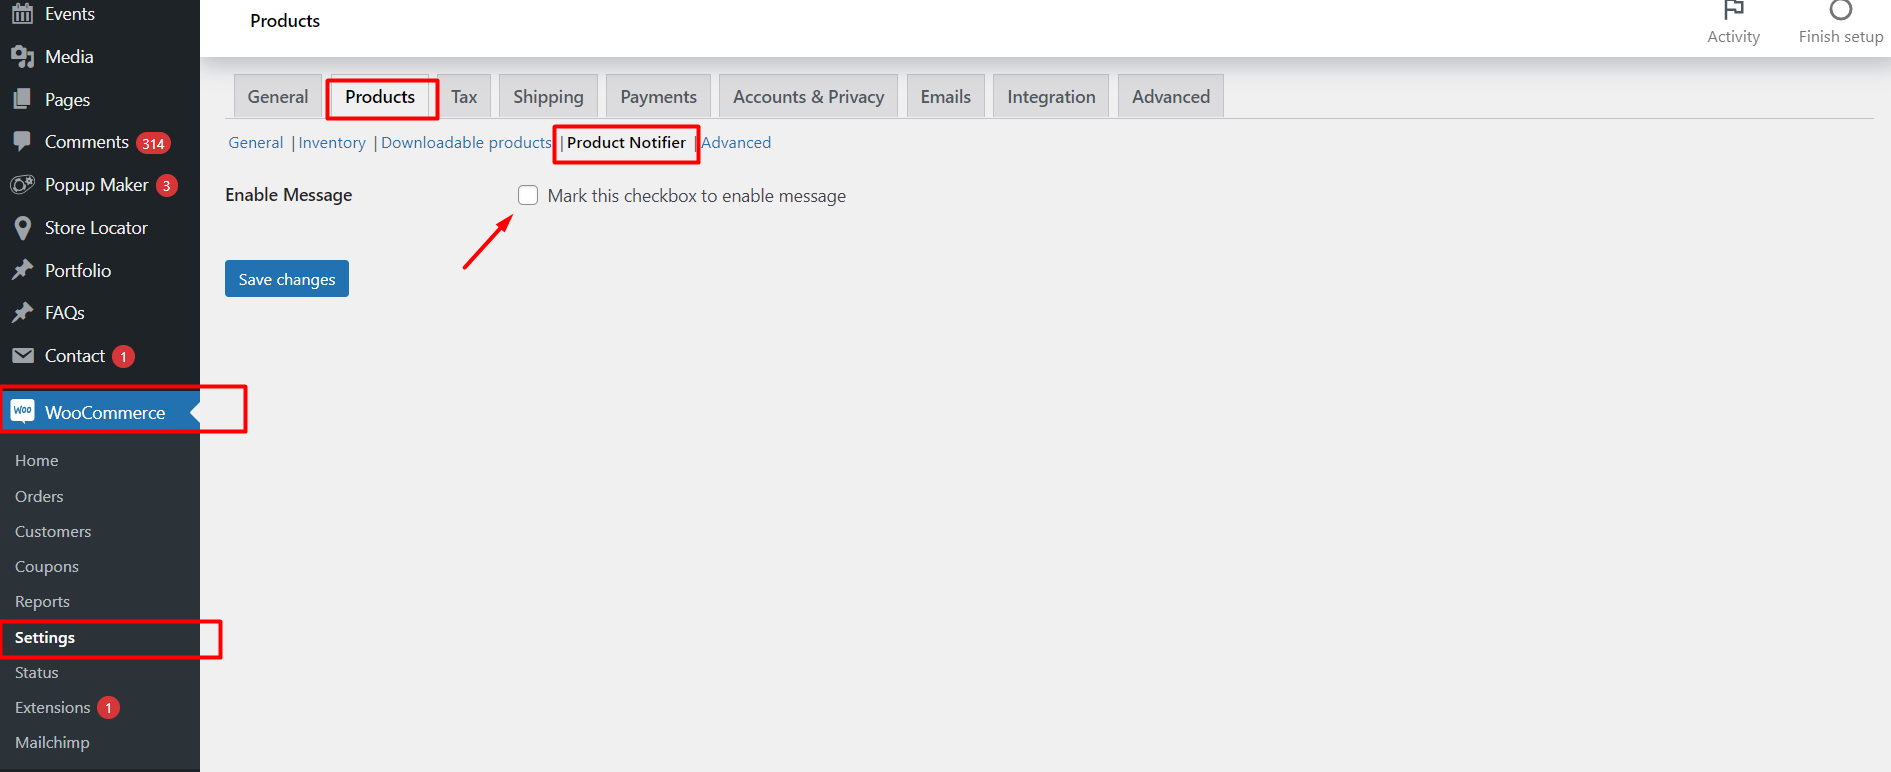 Events
Media
Pages
Comments 314
Popup Maker 3
Store Locator
Portfolio
FAQs
Contact 1
Woo WooCommerce
Home
Orders
Customers
Coupons
Reports
Settings
Status
Extensions 1
Mailchimp
Products
Activity
Finish setup
General Products Tax Shipping Payments Accounts & Privacy Emails Integration Advanced
General | Inventory | Downloadable products | Product Notifier | Advanced
Enable Message Mark this checkbox to enable message
Save changes